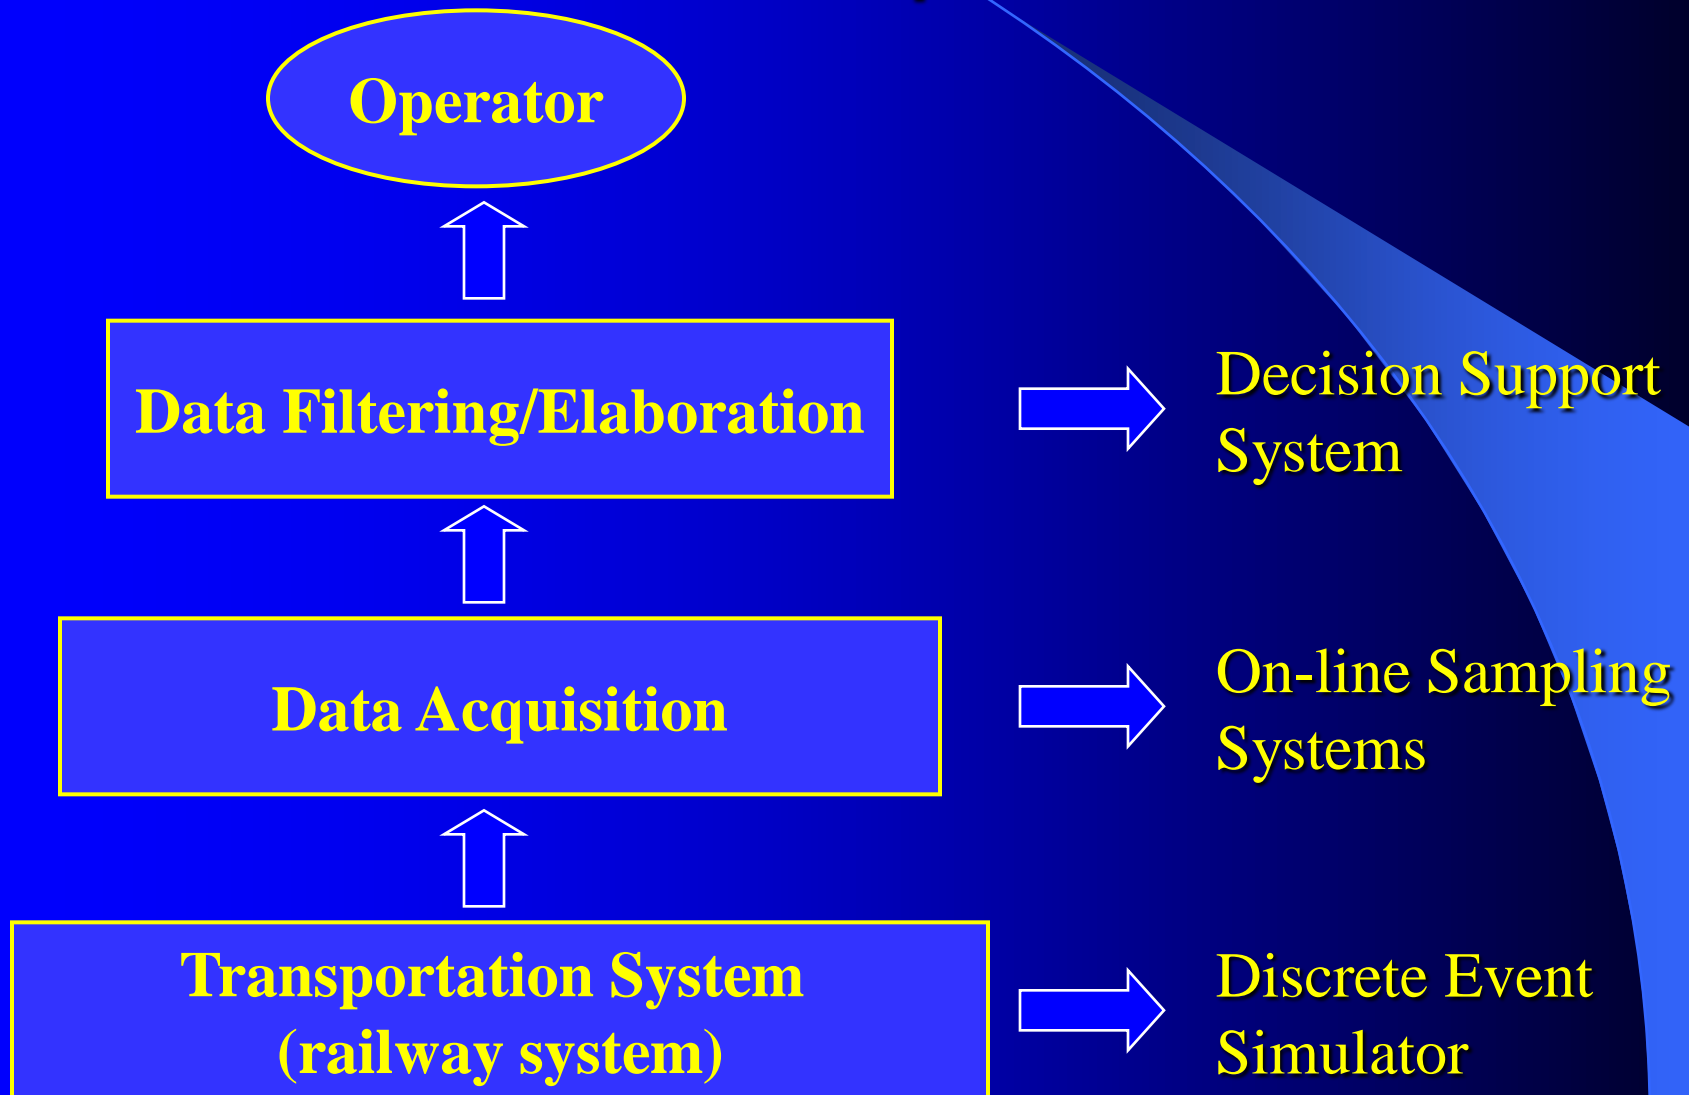 Operator
Data Filtering/Elaboration
Decision Support
System
Data Acquisition
On-line Sampling
Systems
Transportation System
(railway system)
Discrete Event
Simulator